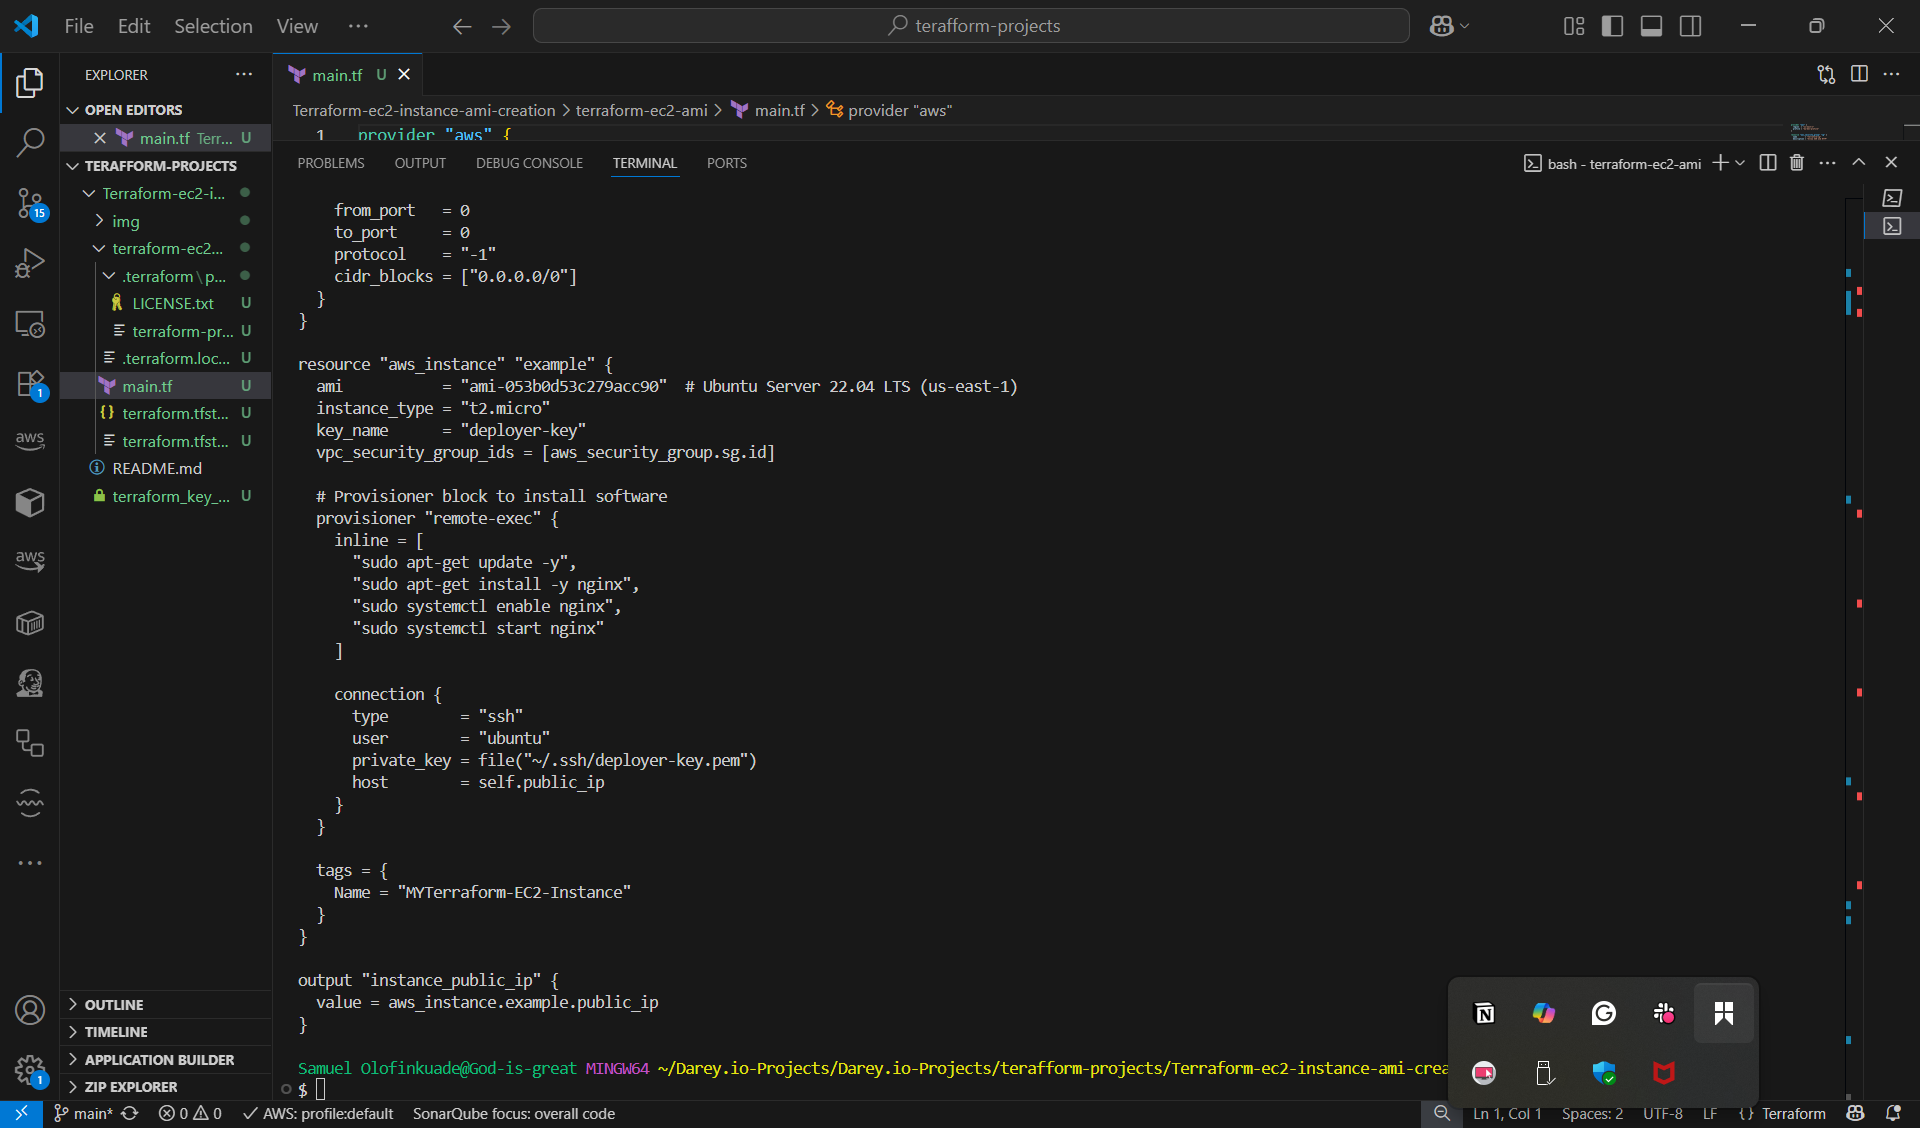 File Edit Selection View ···
terafform-projects
EXPLORER ···
OPEN EDITORS
main.tf Terr... U
TERAFFORM-PROJECTS
Terraform-ec2-i...
img
terraform-ec2...
.terraform\p...
LICENSE.txt U
terraform-pr... U
.terraform.loc... U
main.tf U
{} terraform.tfst... U
terraform.tfst... U
README.md
terraform_key_... U
OUTLINE
TIMELINE
APPLICATION BUILDER
ZIP EXPLORER
15
1
aws
aws
1
main.tf U
Terraform-ec2-instance-ami-creation > terraform-ec2-ami > main.tf > provider "aws"
1 provider "aws" {
PROBLEMS OUTPUT DEBUG CONSOLE TERMINAL PORTS
bash - terraform-ec2-ami
from_port   = 0
to_port     = 0
protocol    = "-1"
cidr_blocks = ["0.0.0.0/0"]
}
}
resource "aws_instance" "example" {
ami           = "ami-053b0d53c279acc90"  # Ubuntu Server 22.04 LTS (us-east-1)
instance_type = "t2.micro"
key_name      = "deployer-key"
vpc_security_group_ids = [aws_security_group.sg.id]
# Provisioner block to install software
provisioner "remote-exec" {
inline = [
"sudo apt-get update -y",
"sudo apt-get install -y nginx",
"sudo systemctl enable nginx",
"sudo systemctl start nginx"
]
connection {
type        = "ssh"
user        = "ubuntu"
private_key = file("~/.ssh/deployer-key.pem")
host        = self.public_ip
}
}
tags = {
Name = "MYTerraform-EC2-Instance"
}
}
output "instance_public_ip" {
value = aws_instance.example.public_ip
}
Samuel Olofinkuade@God-is-great MINGW64 ~/Darey.io-Projects/Darey.io-Projects/terafform-projects/Terraform-ec2-instance-ami-crea
$
main* 0 0 AWS: profile:default SonarQube focus: overall code
Ln 1, Col 1 Spaces: 2 UTF-8 LF {} Terraform